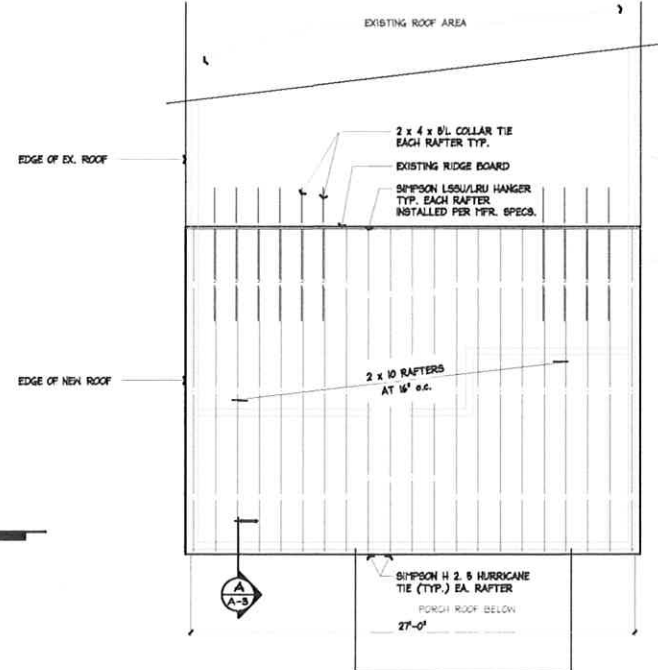 EXISTING ROOF AREA
2 x 4 x 8'L COLLAR TIE
EACH RAFTER TYP.
EDGE OF EX. ROOF
EXISTING RIDGE BOARD
SIMPSON LSSU/LRU HANGER
TYP. EACH RAFTER
INSTALLED PER MFR. SPECS.
2 x 10 RAFTERS
AT 16" o.c.
EDGE OF NEW ROOF
SIMPSON H 2.5 HURRICANE
TIE (TYP.) EA. RAFTER
A
A-3
PORCH ROOF BELOW
27'-0"